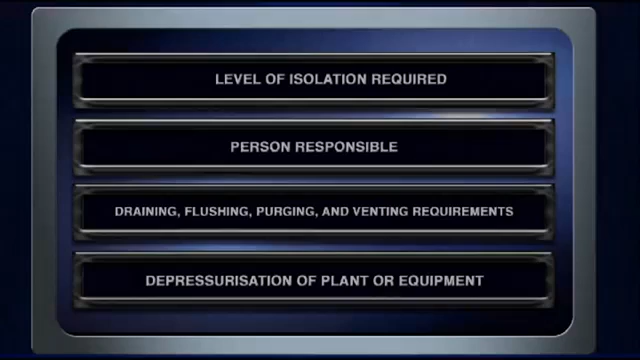 LEVEL OF ISOLATION REQUIRED
PERSON RESPONSIBLE
DRAINING, FLUSHING, PURGING, AND VENTING REQUIREMENTS
DEPRESSURISATION OF PLANT OR EQUIPMENT